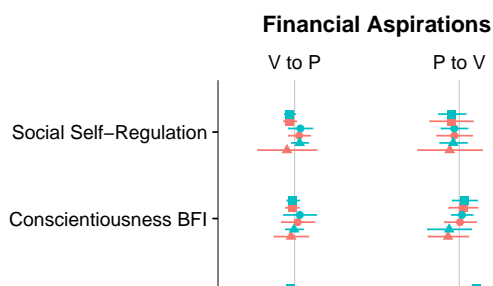 Financial Aspirations
V to P
P to V
Social Self−Regulation
Conscientiousness BFI